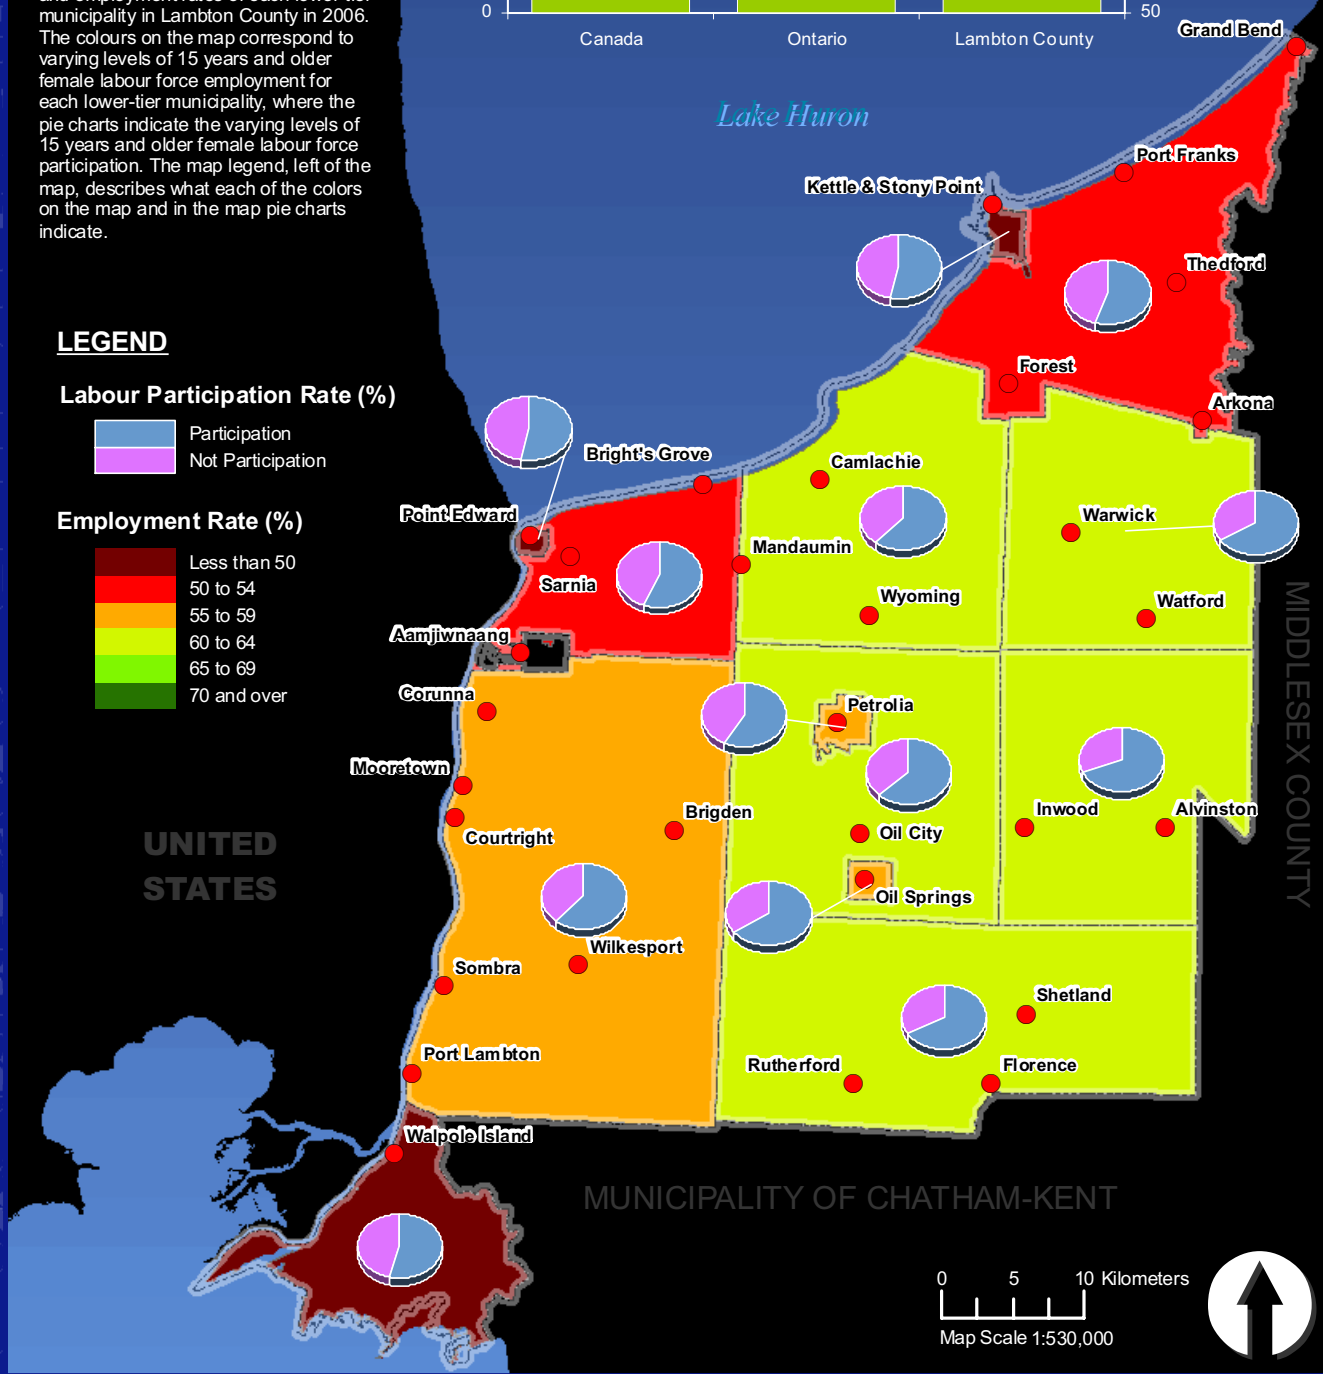 municipality in Lambton County in 2006.
The colours on the map correspond to
varying levels of 15 years and older
female labour force employment for
each lower-tier municipality, where the
pie charts indicate the varying levels of
15 years and older female labour force
participation. The map legend, left of the
map, describes what each of the colors
on the map and in the map pie charts
indicate.
0
50
Canada
Ontario
Lambton County
Grand Bend
Lake Huron
Port Franks
Kettle & Stony Point
Thedford
LEGEND
Forest
Labour Participation Rate (%)
Arkona
Participation
Not Participation
Bright's Grove
Camlachie
Point Edward
Warwick
Employment Rate (%)
Mandaumin
Less than 50
50 to 54
55 to 59
60 to 64
65 to 69
70 and over
Sarnia
Wyoming
Watford
Aamjiwnaang
Corunna
Petrolia
MIDDLESEX COUNTY
Mooretown
Brigden
Inwood
Alvinston
Courtright
Oil City
UNITED
STATES
Oil Springs
Wilkesport
Sombra
Shetland
Port Lambton
Rutherford
Florence
Walpole Island
MUNICIPALITY OF CHATHAM-KENT
0 5 10 Kilometers
Map Scale 1:530,000